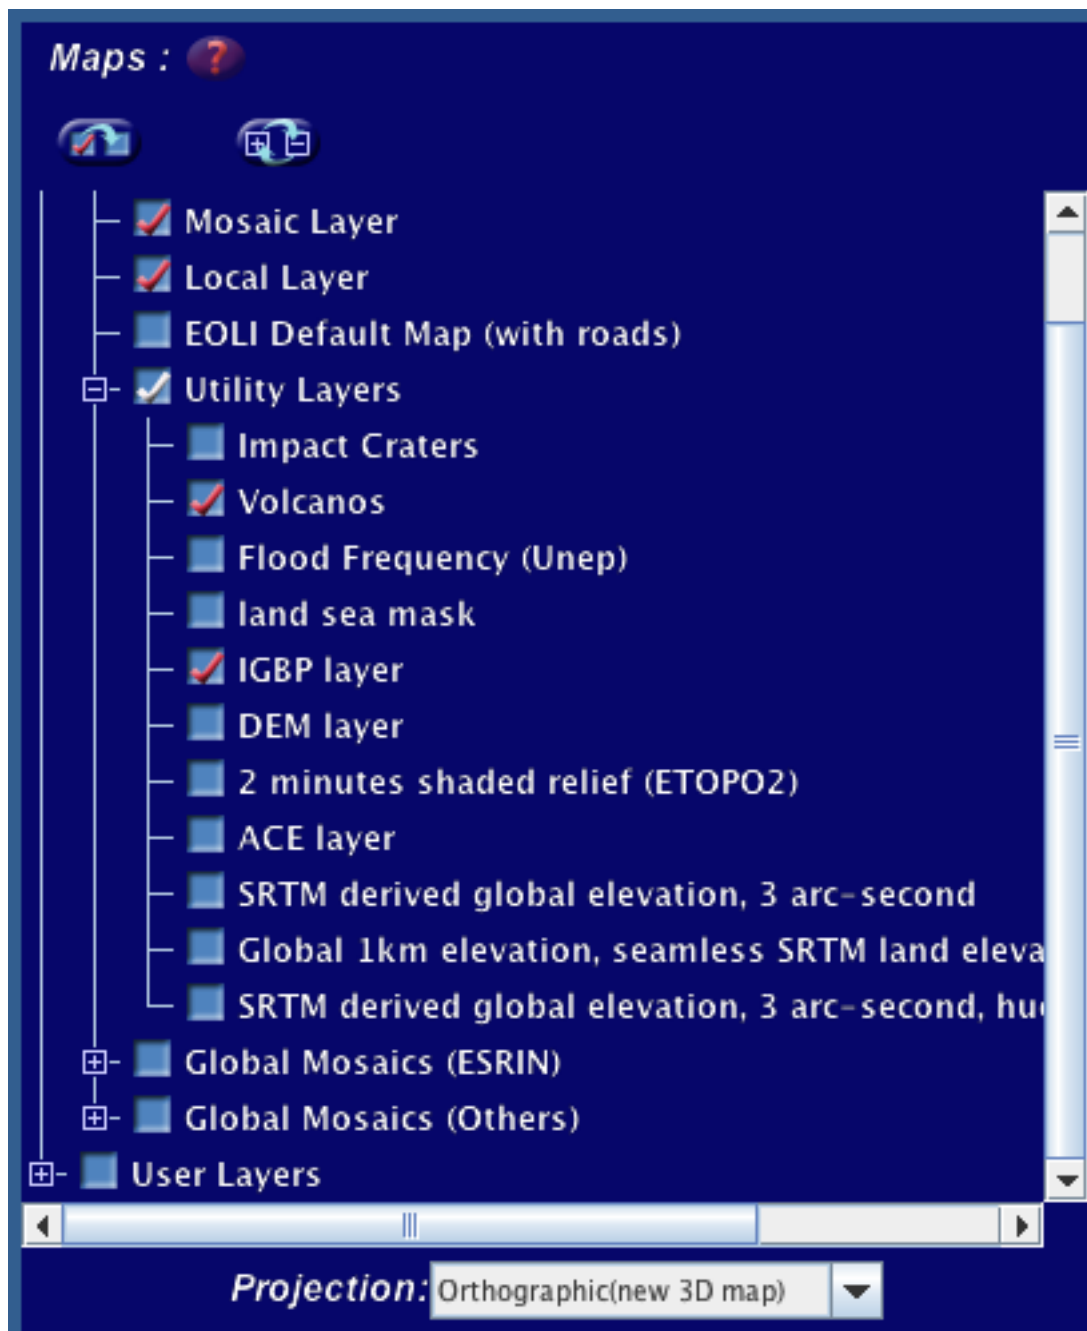 Maps : ?
Mosaic Layer
Local Layer
EOLI Default Map (with roads)
Utility Layers
Impact Craters
Volcanos
Flood Frequency (Unep)
land sea mask
IGBP layer
DEM layer
2 minutes shaded relief (ETOPO2)
ACE layer
SRTM derived global elevation, 3 arc-second
Global 1km elevation, seamless SRTM land eleva
SRTM derived global elevation, 3 arc-second, hu
Global Mosaics (ESRIN)
Global Mosaics (Others)
User Layers
Projection: Orthographic(new 3D map)